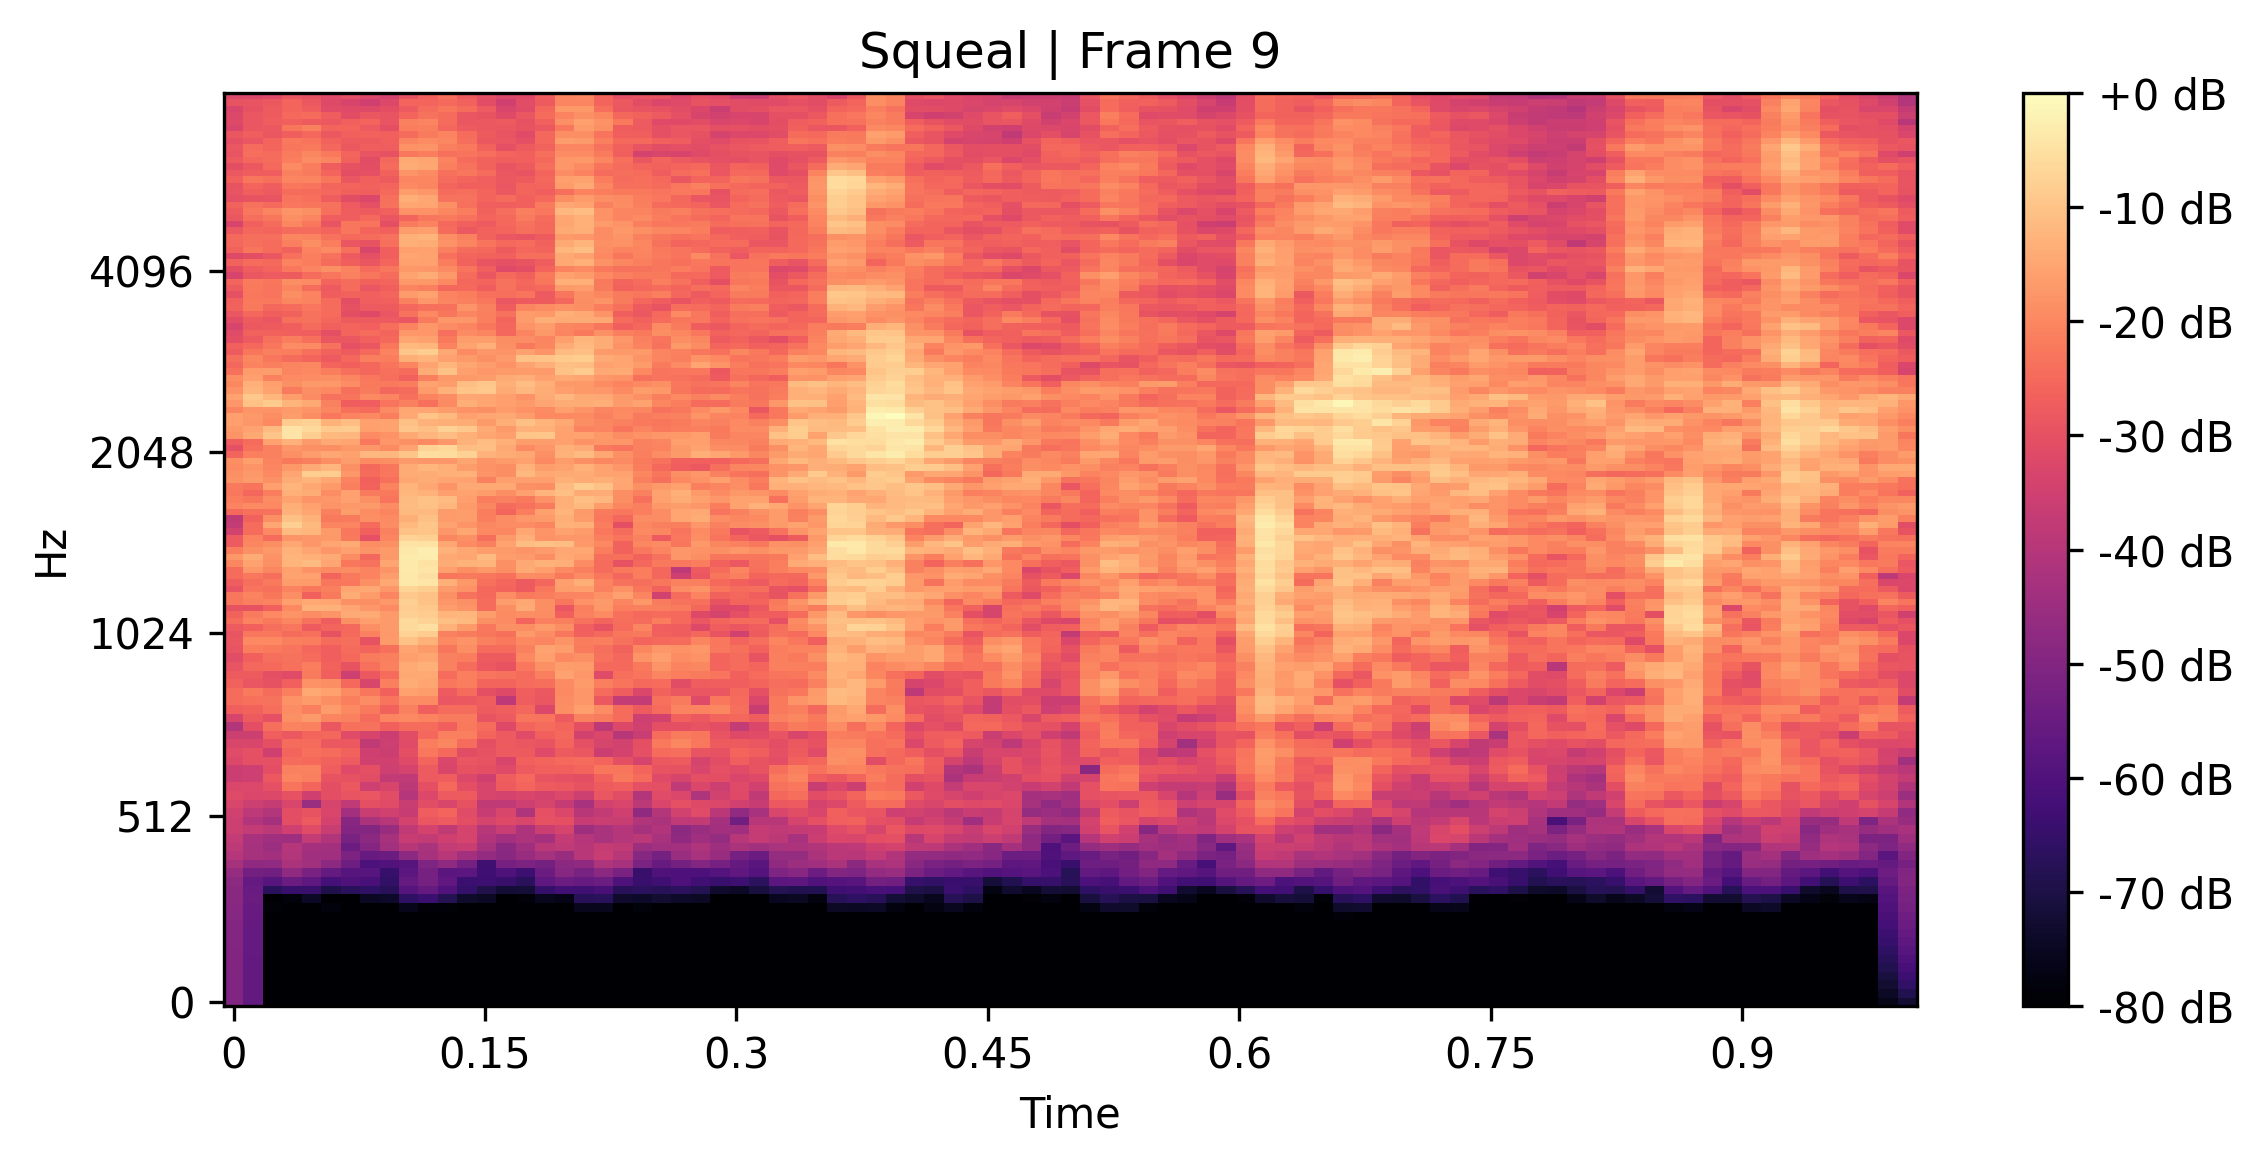 Squeal | Frame 9
+0 dB
-10 dB
4096
-20 dB
-30 dB
2048
Hz
-40 dB
1024
-50 dB
512
-60 dB
-70 dB
0
-80 dB
0 0.15 0.3 0.45 0.6 0.75 0.9
Time